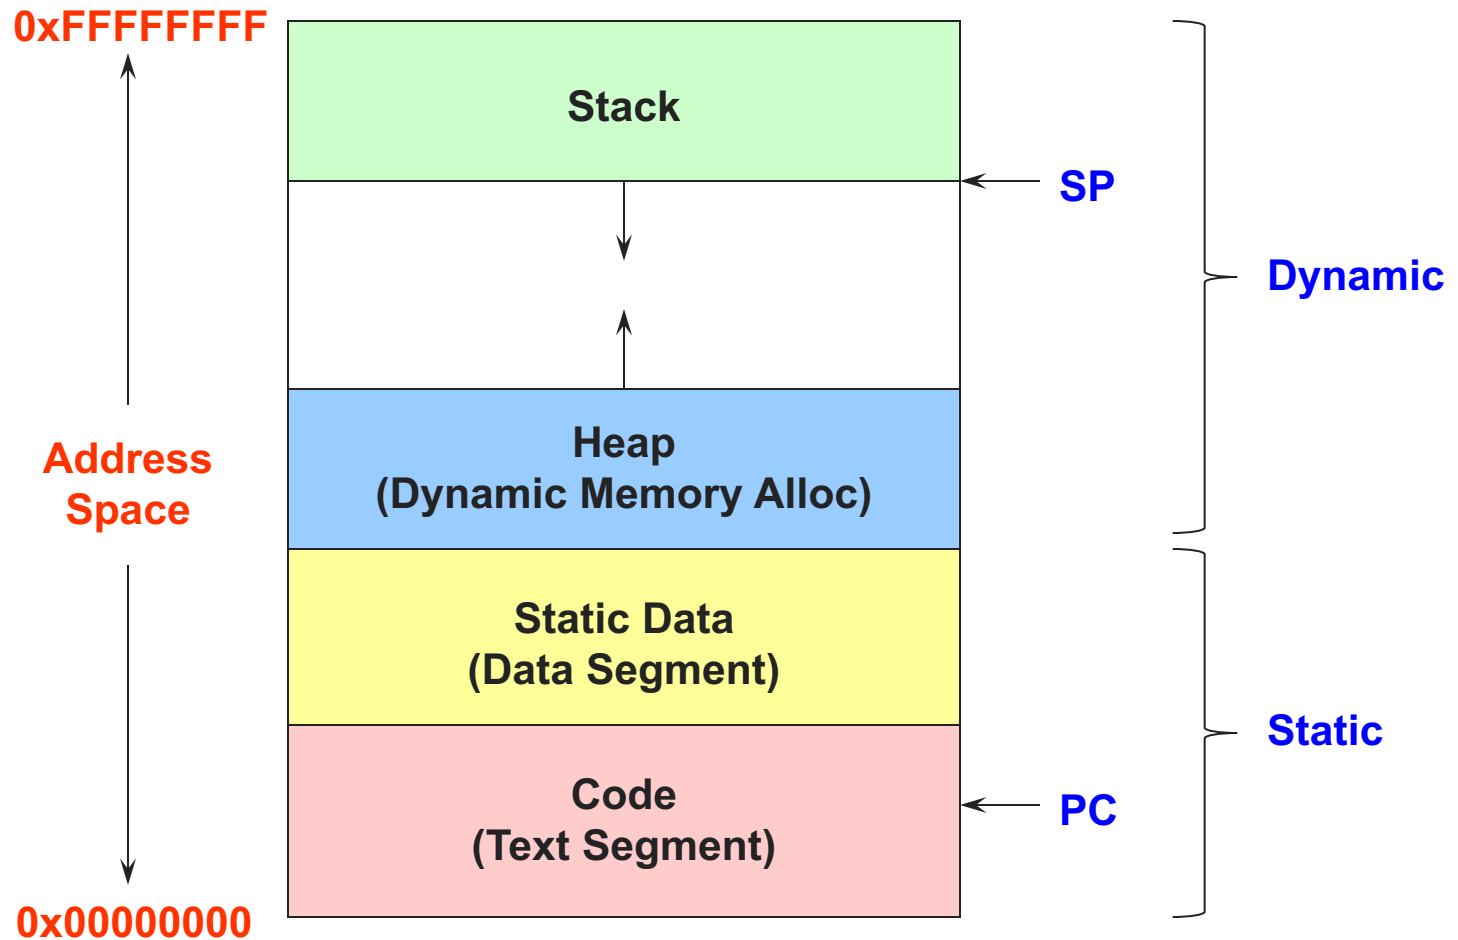 0xFFFFFFFF
Stack
SP
Dynamic
Heap
(Dynamic Memory Alloc)
Address
Space
Static Data
(Data Segment)
Static
Code
(Text Segment)
PC
0x00000000